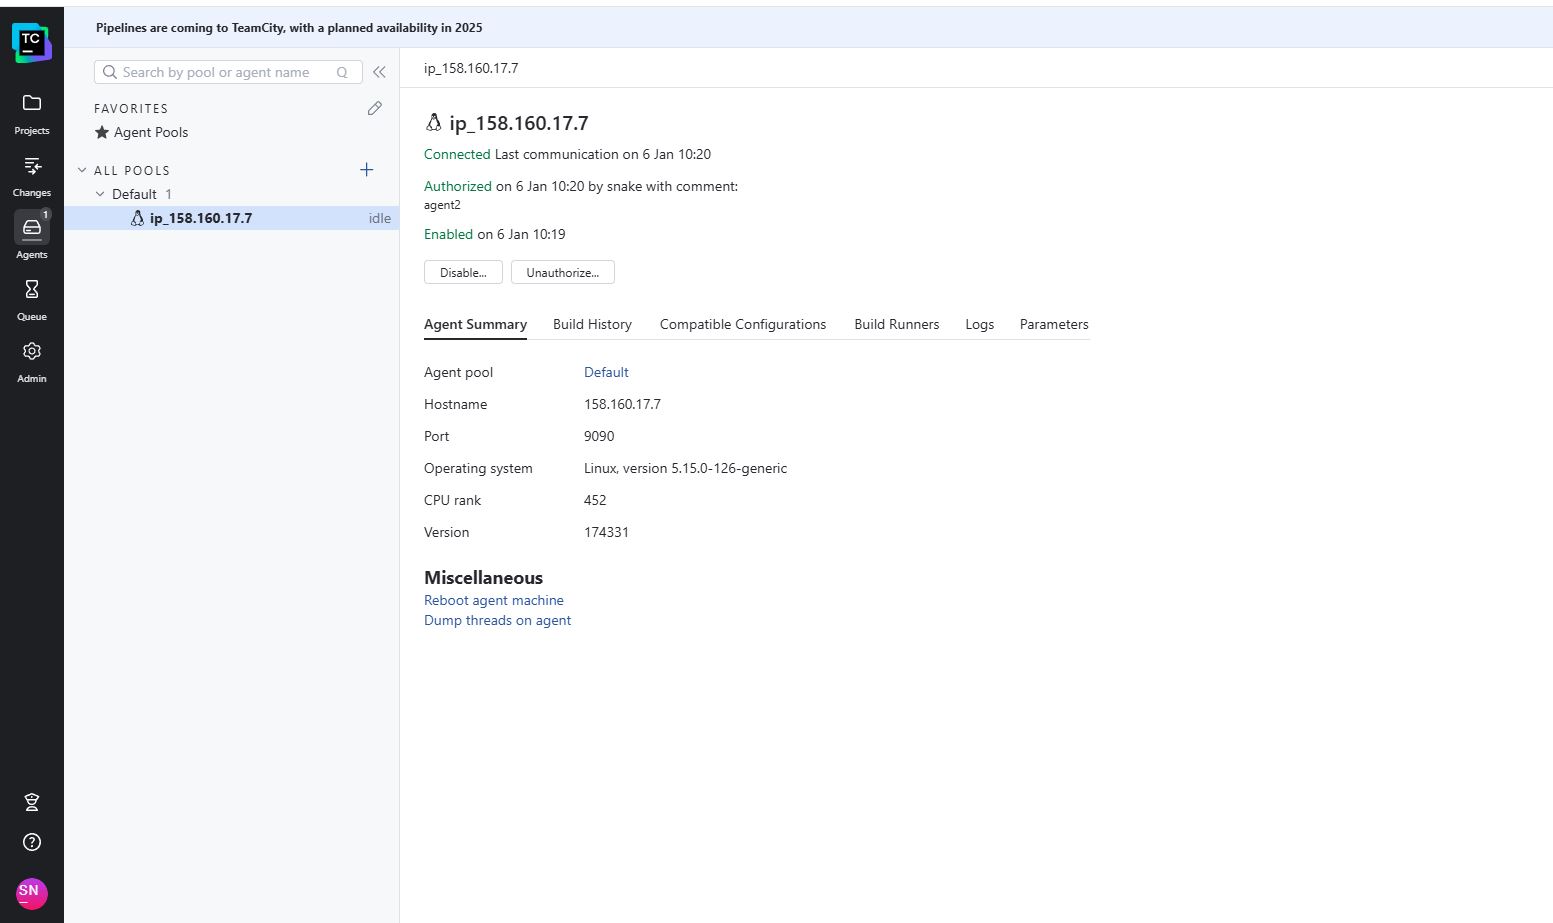 Pipelines are coming to TeamCity, with a planned availability in 2025
TC
Projects
Changes
1
Agents
Queue
Admin
SN
Search by pool or agent name Q
FAVORITES
Agent Pools
ALL POOLS
Default 1
ip_158.160.17.7 idle
ip_158.160.17.7
ip_158.160.17.7
Connected Last communication on 6 Jan 10:20
Authorized on 6 Jan 10:20 by snake with comment:
agent2
Enabled on 6 Jan 10:19
Disable... Unauthorize...
Agent Summary Build History Compatible Configurations Build Runners Logs Parameters
Agent pool Default
Hostname 158.160.17.7
Port 9090
Operating system Linux, version 5.15.0-126-generic
CPU rank 452
Version 174331
Miscellaneous
Reboot agent machine
Dump threads on agent